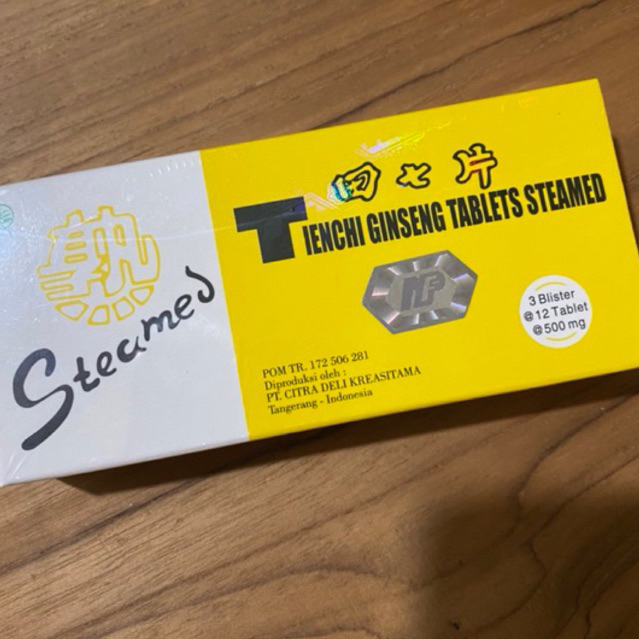 Steamed
田七片
TIENCHI GINSENG TABLETS STEAMED
3 Blister
@ 12 Tablet
@ 500 mg
POM TR. 172 506 281
Diproduksi oleh :
PT. CITRA DELI KREASITAMA
Tangerang - Indonesia